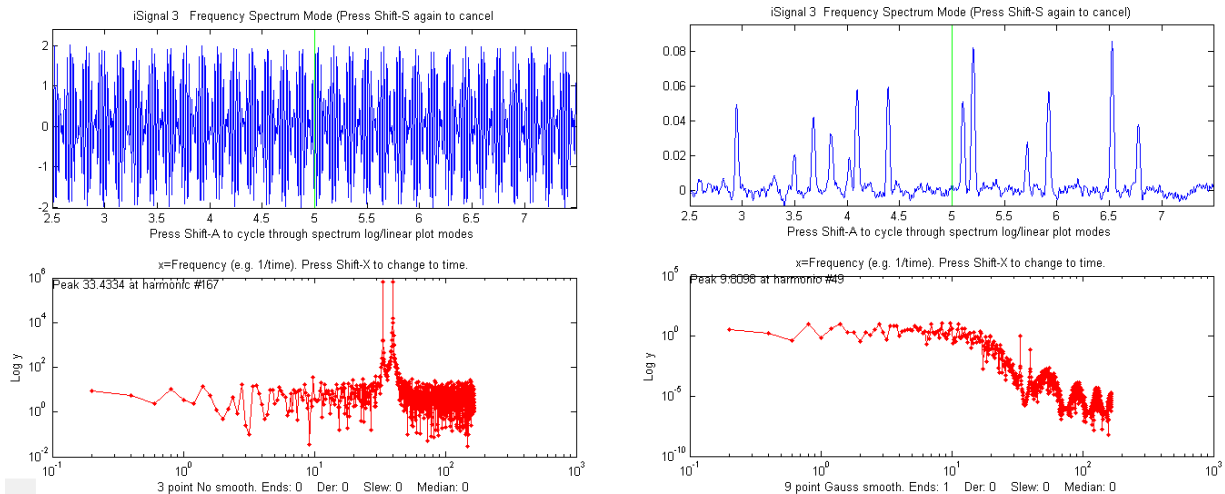 iSignal 3   Frequency Spectrum Mode (Press Shift-S again to cancel
2
1
0
-1
-2
2.5 3 3.5 4 4.5 5 5.5 6 6.5 7
Press Shift-A to cycle through spectrum log/linear plot modes
x=Frequency (e.g. 1/time). Press Shift-X to change to time.
Peak 33.4334 at harmonic #167
Log y
10^6
10^4
10^2
10^0
10^-2
10^-1 10^0 10^1 10^2 10^3
3 point No smooth. Ends: 0   Der: 0   Slew: 0   Median: 0
iSignal 3  Frequency Spectrum Mode (Press Shift-S again to cancel)
0.08
0.06
0.04
0.02
0
2.5 3 3.5 4 4.5 5 5.5 6 6.5 7
Press Shift-A to cycle through spectrum log/linear plot modes
x=Frequency (e.g. 1/time). Press Shift-X to change to time.
Peak 9.8098 at harmonic #49
Log y
10^5
10^0
10^-5
10^-10
10^-1 10^0 10^1 10^2 10^3
9 point Gauss smooth. Ends: 1   Der: 0   Slew: 0   Median: 0